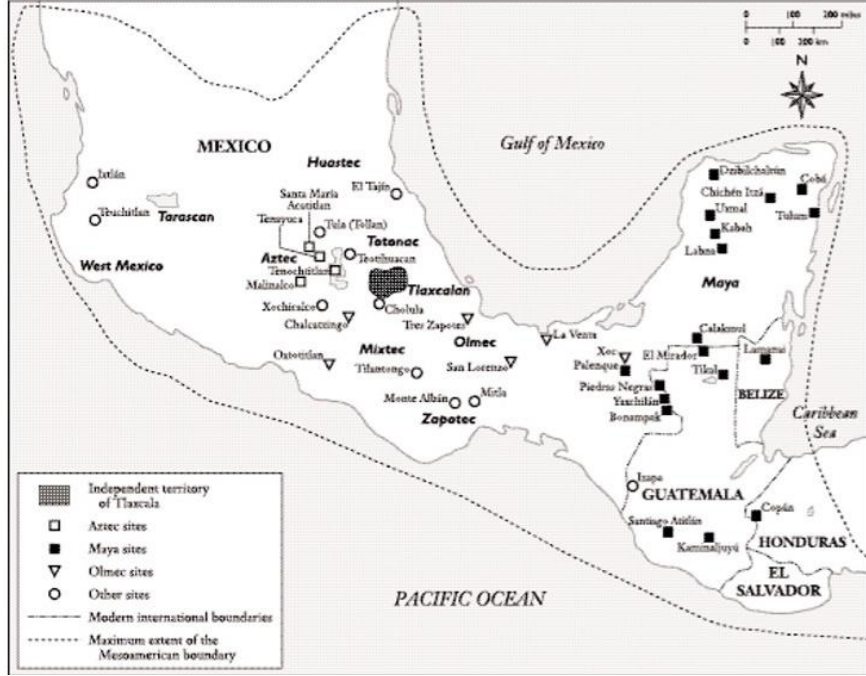 0 100 200 miles
0 100 200 km
N
MEXICO
Gulf of Mexico
Huastec
Ixtlán
Dzibilchaltún
Cobá
Chichén Itzá
El Tajín
Santa María
Acatitlan
Tarascan
Uxmal
Tulum
Teuchitlan
Tenayuca
Tula (Tollan)
Kabah
Totonac
Labna
Aztec
Teotihuacan
West Mexico
Tenochtitlan
Maya
Malinalco
Tlaxcalan
Xochicalco
Cholula
Chalcatzingo
Tres Zapotes
Calakmul
La Venta
Olmec
Mixtec
Xoc
El Mirador
Lamanai
Oxtotitlan
San Lorenzo
Palenque
Tilantongo
Tikal
Piedras Negras
BELIZE
Monte Albán
Mitla
Yaxchilán
Bonampak
Caribbean
Sea
Zapotec
Izapa
GUATEMALA
Independent territory
of Tlaxcala
Copán
Santiago Atitlán
Aztec sites
Kaminaljuyú
HONDURAS
Maya sites
EL
SALVADOR
Olmec sites
Other sites
PACIFIC OCEAN
Modern international boundaries
Maximum extent of the
Mesoamerican boundary